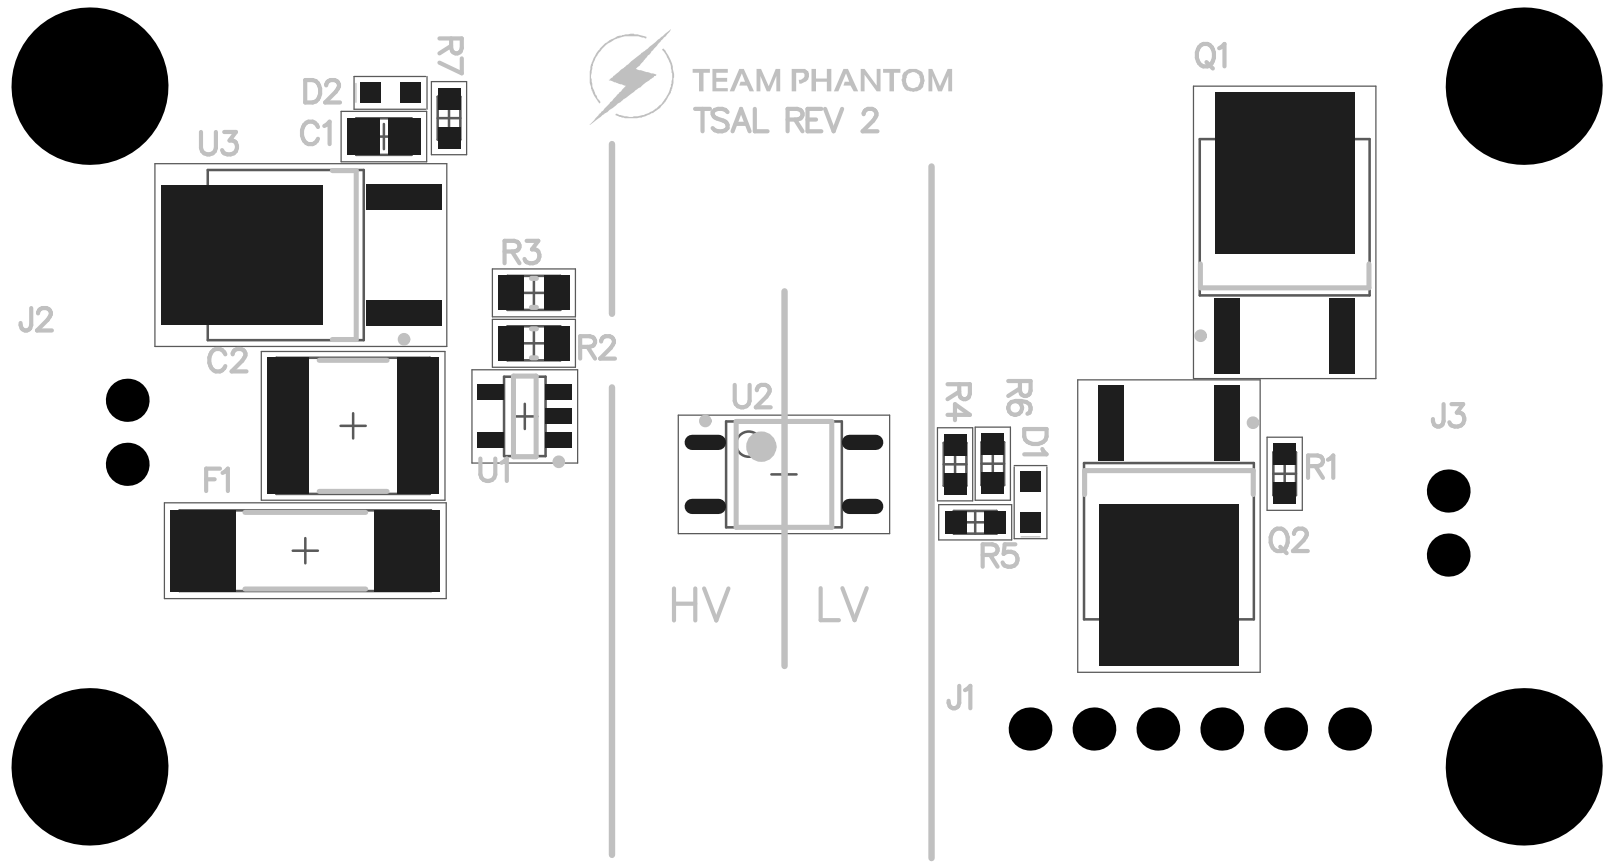 R7
Q1
TEAM PHANTOM
TSAL REV 2
D2
C1
U3
R3
J2
R2
C2
U2
R4
R6
D1
J3
U1
F1
R1
Q2
R5
HV LV
J1